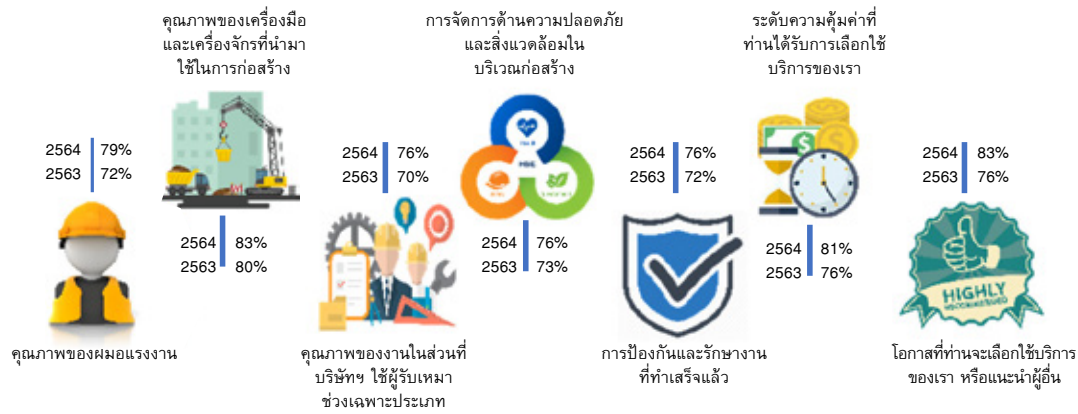 คุณภาพของเครื่องมือ
และเครื่องจักรที่นำมา
ใช้ในการก่อสร้าง
การจัดการด้านความปลอดภัย
และสิ่งแวดล้อมใน
บริเวณก่อสร้าง
ระดับความคุ้มค่าที่
ท่านได้รับการเลือกใช้
บริการของเรา
2564 79%
2563 72%
2564 76%
2563 70%
2564 76%
2563 72%
2564 83%
2563 76%
2564 83%
2563 80%
2564 76%
2563 73%
2564 81%
2563 76%
HIGHLY
RECOMMENDED
คุณภาพของฝมอแรงงาน
คุณภาพของงานในส่วนที่
บริษัทฯ ใช้ผู้รับเหมา
ช่วงเฉพาะประเภท
การป้องกันและรักษางาน
ที่ทำเสร็จแล้ว
โอกาสที่ท่านจะเลือกใช้บริการ
ของเรา หรือแนะนำผู้อื่น